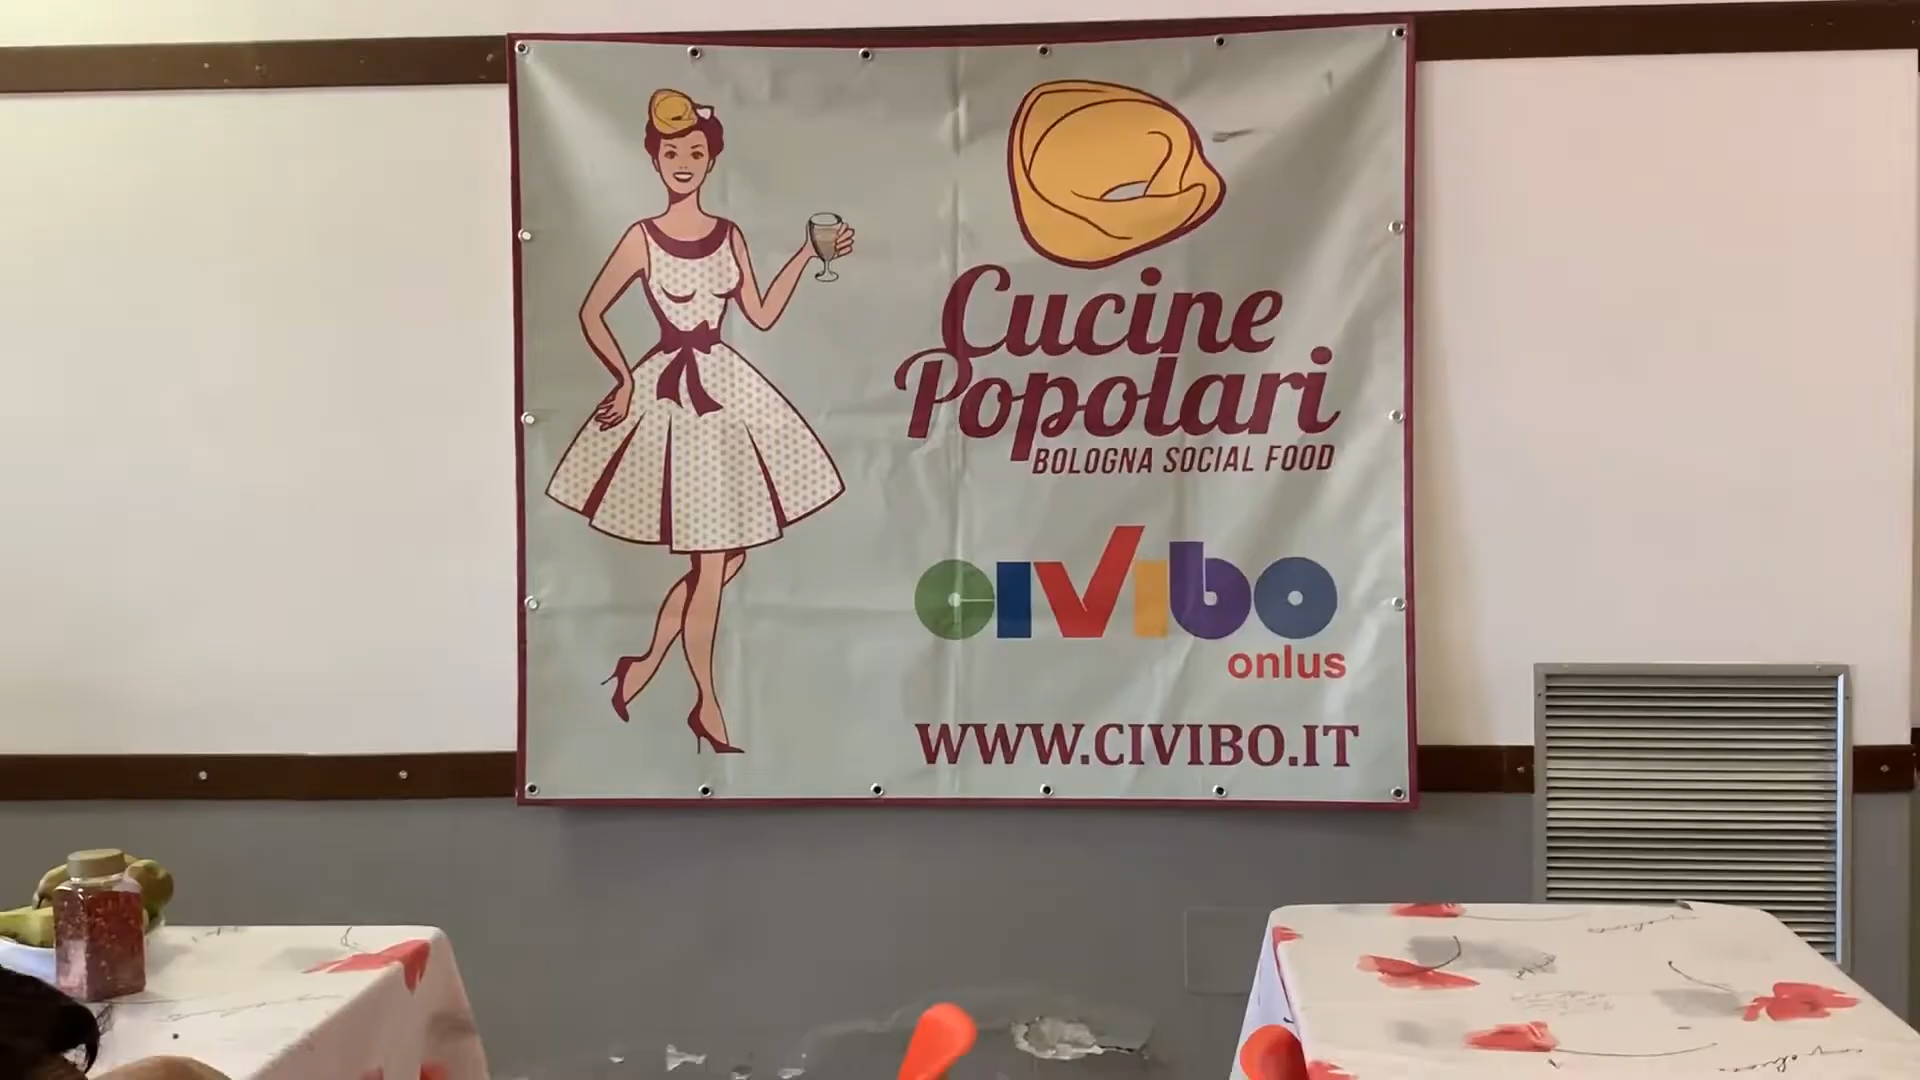 Cucine
Popolari
BOLOGNA SOCIAL FOOD
CIVIbo
onlus
WWW.CIVIBO.IT